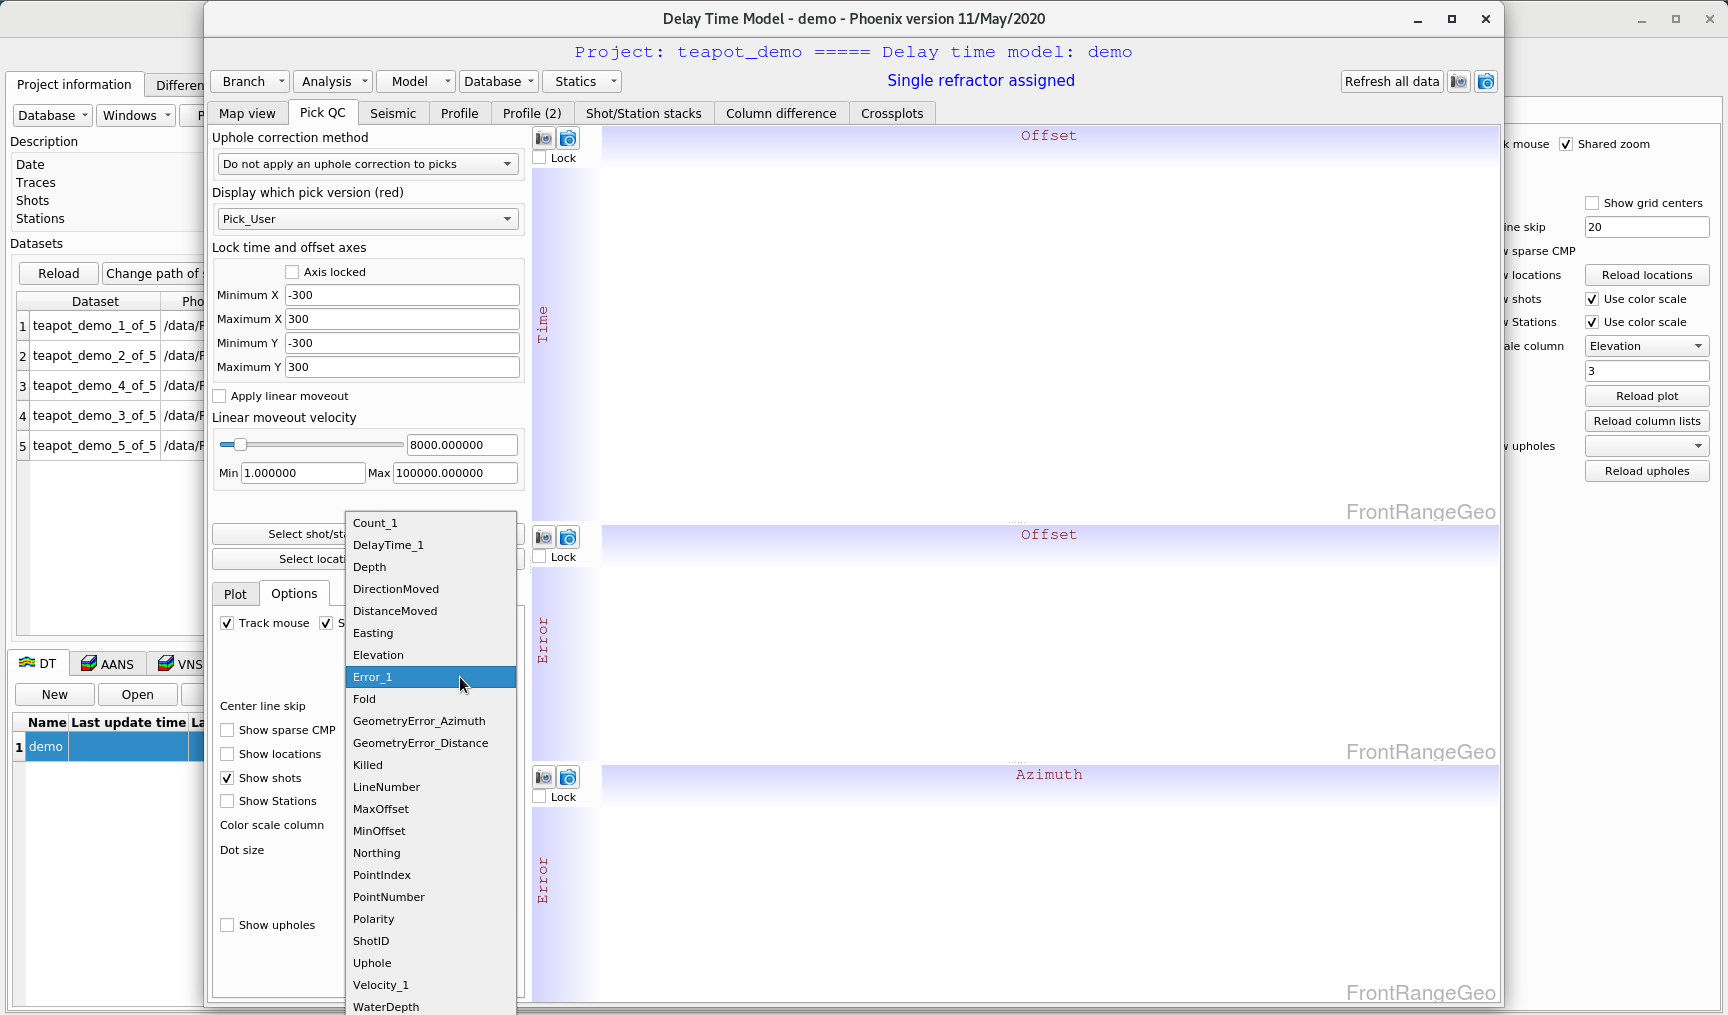 Delay Time Model - demo - Phoenix version 11/May/2020
Project: teapot_demo ===== Delay time model: demo
Branch
Analysis
Model
Database
Statics
Single refractor assigned
Refresh all data
Map view
Pick QC
Seismic
Profile
Profile (2)
Shot/Station stacks
Column difference
Crossplots
Uphole correction method
Do not apply an uphole correction to picks
Display which pick version (red)
Pick_User
Lock time and offset axes
Axis locked
Minimum X -300
Maximum X 300
Minimum Y -300
Maximum Y 300
Apply linear moveout
Linear moveout velocity
8000.000000
Min 1.000000 Max 100000.000000
Select shot/sta
Select locati
Plot
Options
Track mouse
S
Center line skip
Show sparse CMP
Show locations
Show shots
Show Stations
Color scale column
Dot size
Show upholes
Count_1
DelayTime_1
Depth
DirectionMoved
DistanceMoved
Easting
Elevation
Error_1
Fold
GeometryError_Azimuth
GeometryError_Distance
Killed
LineNumber
MaxOffset
MinOffset
Northing
PointIndex
PointNumber
Polarity
ShotID
Uphole
Velocity_1
WaterDepth
Lock
Offset
Time
FrontRangeGeo
Lock
Offset
Error
FrontRangeGeo
Lock
Azimuth
Error
FrontRangeGeo
Project information
Differen
Database
Windows
P
Description
Date
Traces
Shots
Stations
Datasets
Reload
Change path of s
Dataset
Pho
1 teapot_demo_1_of_5 /data/P
2 teapot_demo_2_of_5 /data/P
3 teapot_demo_4_of_5 /data/P
4 teapot_demo_3_of_5 /data/P
5 teapot_demo_5_of_5 /data/P
DT
AANS
VNS
New
Open
Name
Last update time
La
1 demo
k mouse
Shared zoom
Show grid centers
ine skip 20
w sparse CMP
w locations
Reload locations
w shots
Use color scale
w Stations
Use color scale
ale column
Elevation
3
Reload plot
Reload column lists
w upholes
Reload upholes